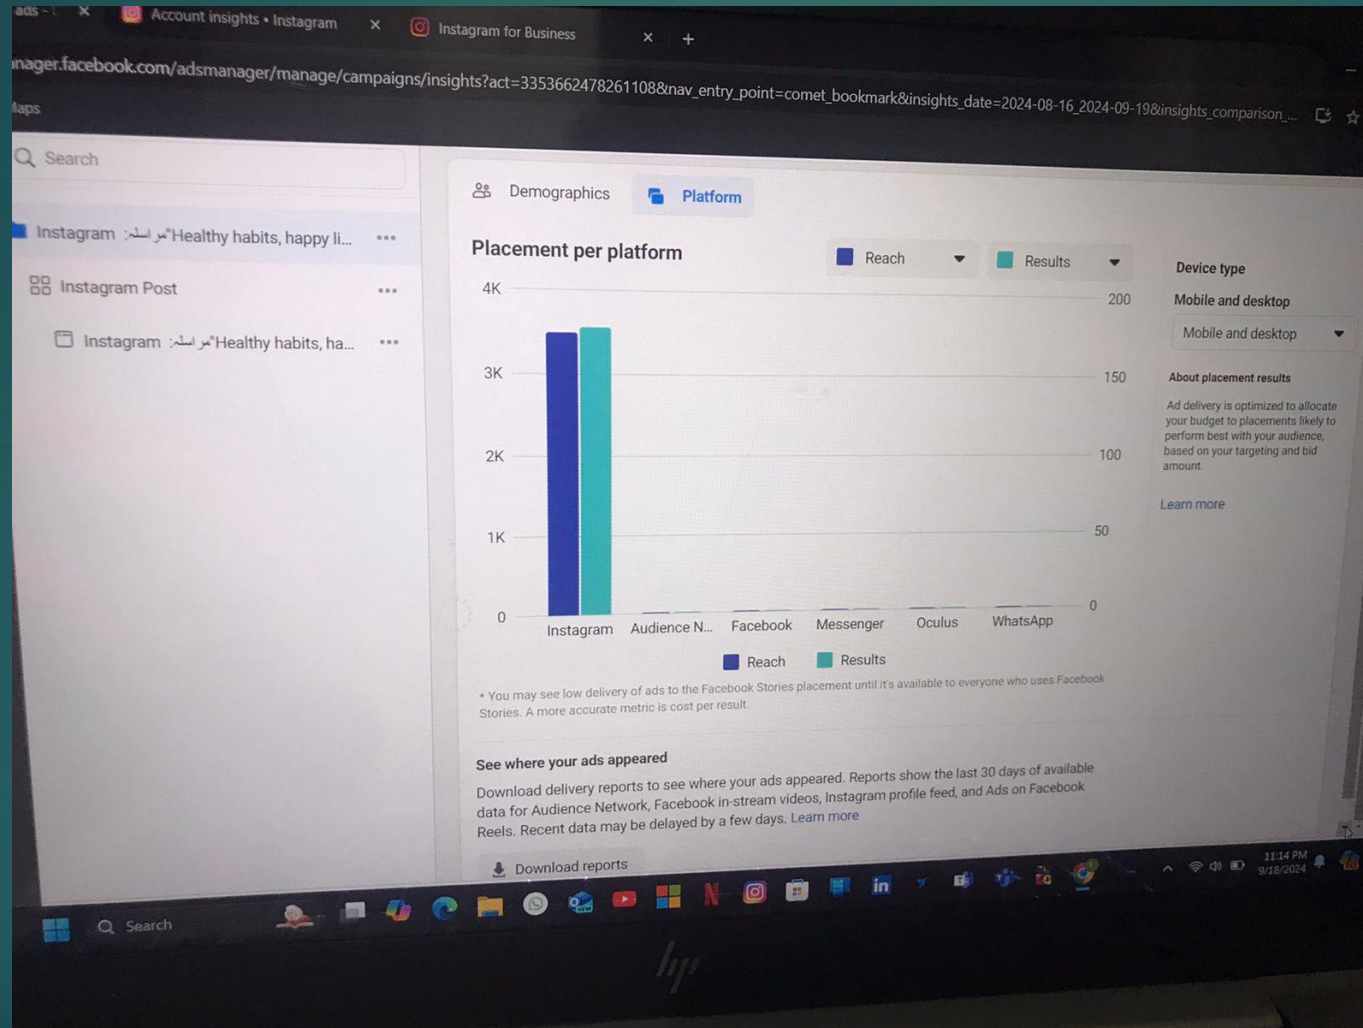 ads -
Account insights • Instagram
Instagram for Business
nager.facebook.com/adsmanager/manage/campaigns/insights?act=3353662478261108&nav_entry_point=comet_bookmark&insights_date=2024-08-16_2024-09-19&insights_comparison_...
Maps
Search
Instagram مراسلة: "Healthy habits, happy li...
Instagram Post
Instagram مراسلة: "Healthy habits, ha...
Demographics
Platform
Placement per platform
Reach
Results
4K
3K
2K
1K
0
200
150
100
50
0
Instagram
Audience N...
Facebook
Messenger
Oculus
WhatsApp
Reach
Results
* You may see low delivery of ads to the Facebook Stories placement until it's available to everyone who uses Facebook
Stories. A more accurate metric is cost per result.
See where your ads appeared
Download delivery reports to see where your ads appeared. Reports show the last 30 days of available
data for Audience Network, Facebook in-stream videos, Instagram profile feed, and Ads on Facebook
Reels. Recent data may be delayed by a few days. Learn more
Download reports
Device type
Mobile and desktop
Mobile and desktop
About placement results
Ad delivery is optimized to allocate
your budget to placements likely to
perform best with your audience,
based on your targeting and bid
amount.
Learn more
Search
in
11:14 PM
9/18/2024
hp